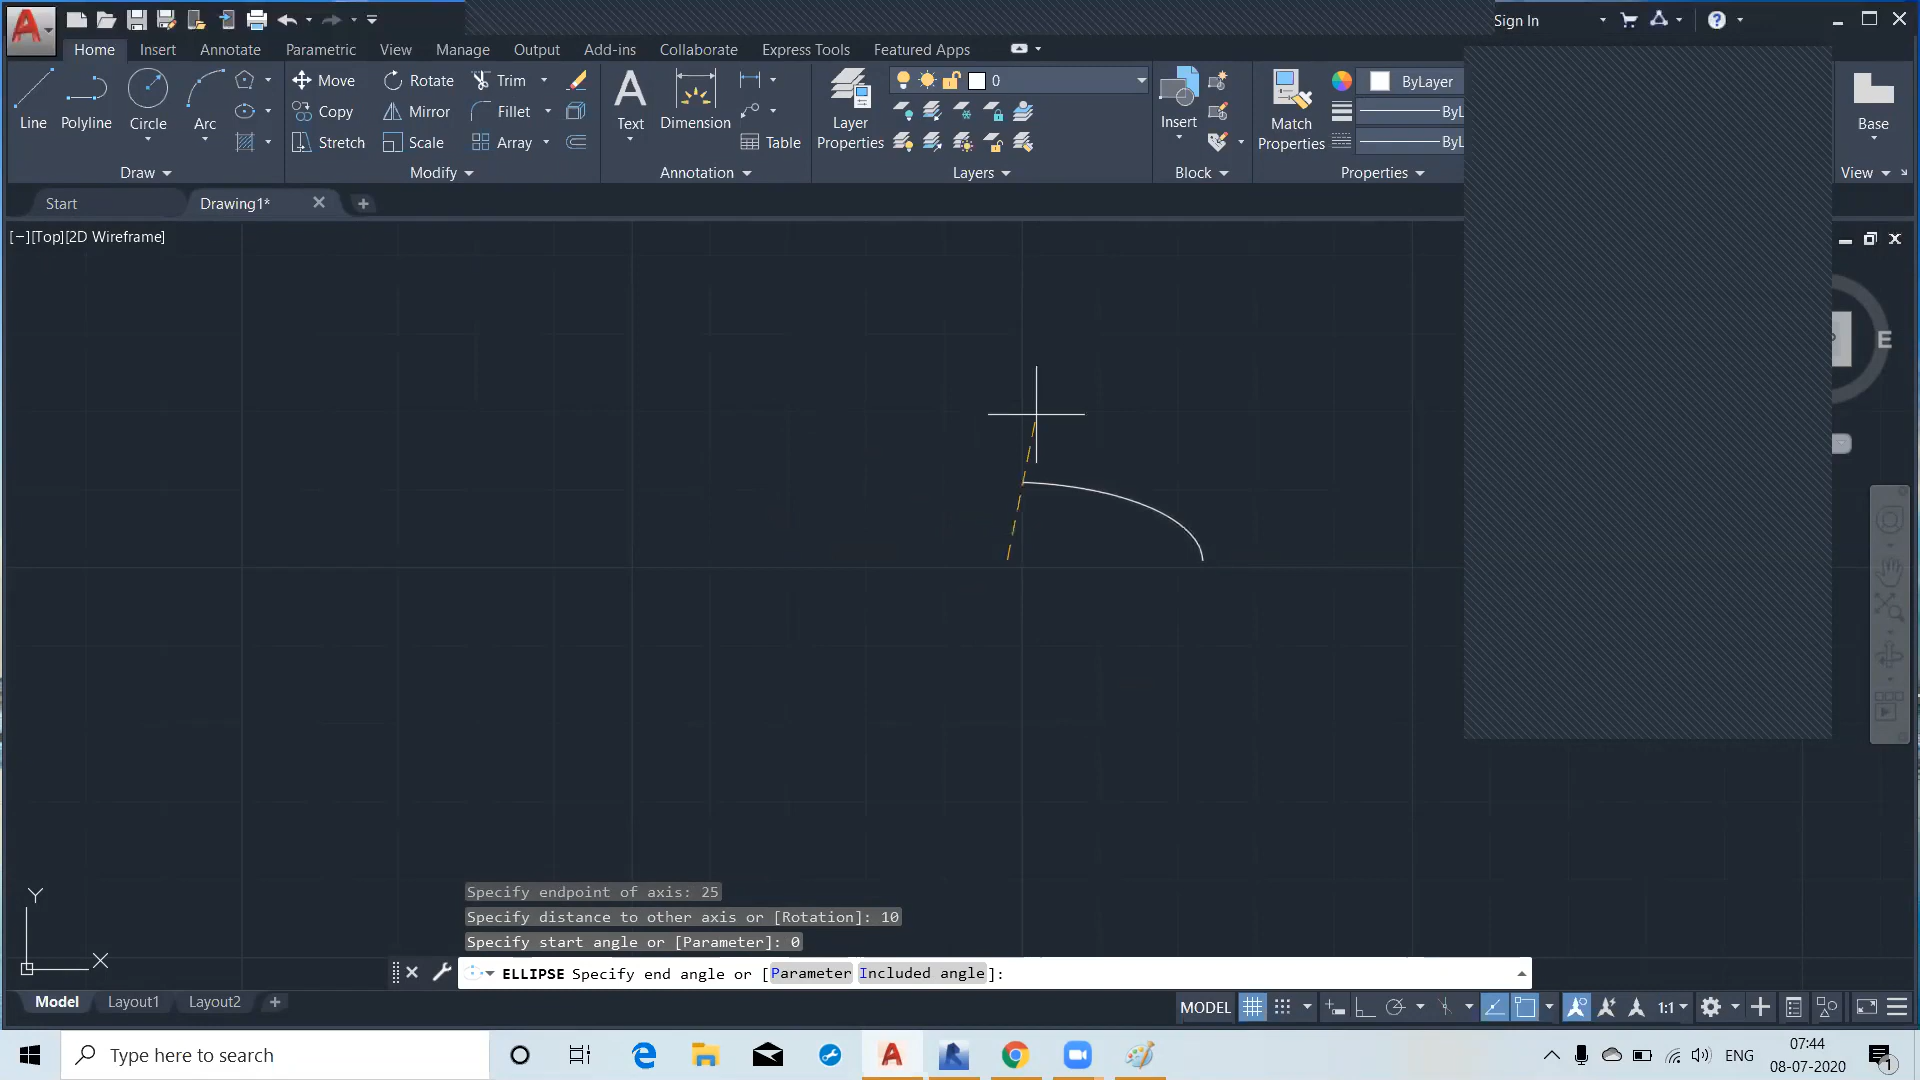 Sign In
Home Insert Annotate Parametric View Manage Output Add-ins Collaborate Express Tools Featured Apps
Line Polyline Circle Arc
Move Rotate Trim
Copy Mirror Fillet
Stretch Scale Array
Text Dimension Table
Layer Properties
0
Insert
Match Properties
ByLayer
ByL
ByL
Base
Draw Modify Annotation Layers Block Properties View
Start Drawing1*
[−][Top][2D Wireframe]
E
Y
X
Specify endpoint of axis: 25
Specify distance to other axis or [Rotation]: 10
Specify start angle or [Parameter]: 0
ELLIPSE Specify end angle or [Parameter Included angle]:
Model Layout1 Layout2
MODEL 1:1
Type here to search
ENG
07:44
08-07-2020
1